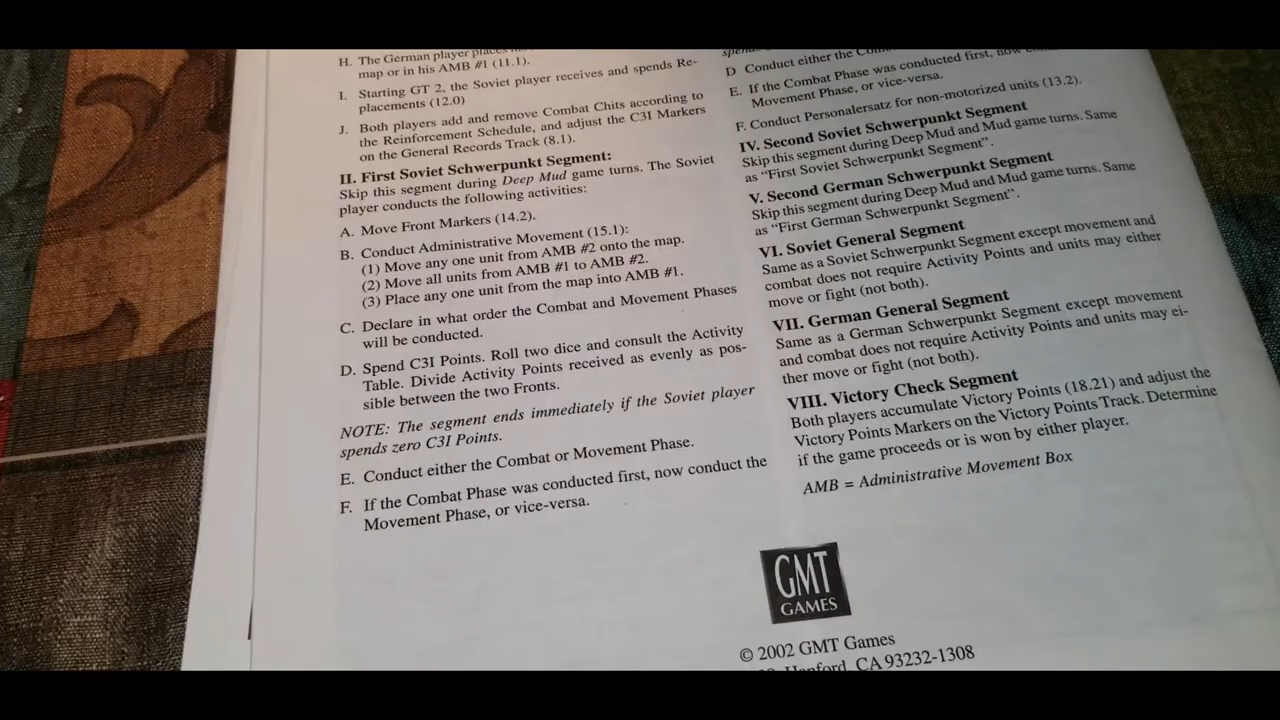 H. The German player places
map or in his AMB #1 (11.1).
I. Starting GT 2, the Soviet player receives and spends Re-
placements (12.0)
J. Both players add and remove Combat Chits according to
the Reinforcement Schedule, and adjust the C3I Markers
on the General Records Track (8.1).
II. First Soviet Schwerpunkt Segment:
Skip this segment during Deep Mud game turns. The Soviet
player conducts the following activities:
A. Move Front Markers (14.2).
B. Conduct Administrative Movement (15.1):
(1) Move any one unit from AMB #2 onto the map.
(2) Move all units from AMB #1 to AMB #2.
(3) Place any one unit from the map into AMB #1.
C. Declare in what order the Combat and Movement Phases
will be conducted.
D. Spend C3I Points. Roll two dice and consult the Activity
Table. Divide Activity Points received as evenly as pos-
sible between the two Fronts.
NOTE: The segment ends immediately if the Soviet player
spends zero C3I Points.
E. Conduct either the Combat or Movement Phase.
F. If the Combat Phase was conducted first, now conduct the
Movement Phase, or vice-versa.
D Conduct either the
E. If the Combat Phase was conducted first, now
Movement Phase, or vice-versa.
F. Conduct Personalersatz for non-motorized units (13.2).
IV. Second Soviet Schwerpunkt Segment
Skip this segment during Deep Mud and Mud game turns. Same
as “First Soviet Schwerpunkt Segment”.
V. Second German Schwerpunkt Segment
Skip this segment during Deep Mud and Mud game turns. Same
as “First German Schwerpunkt Segment”.
VI. Soviet General Segment
Same as a Soviet Schwerpunkt Segment except movement and
combat does not require Activity Points and units may either
move or fight (not both).
VII. German General Segment
Same as a German Schwerpunkt Segment except movement
and combat does not require Activity Points and units may ei-
ther move or fight (not both).
VIII. Victory Check Segment
Both players accumulate Victory Points (18.21) and adjust the
Victory Points Markers on the Victory Points Track. Determine
if the game proceeds or is won by either player.
AMB = Administrative Movement Box
GMT
GAMES
© 2002 GMT Games
Hanford, CA 93232-1308